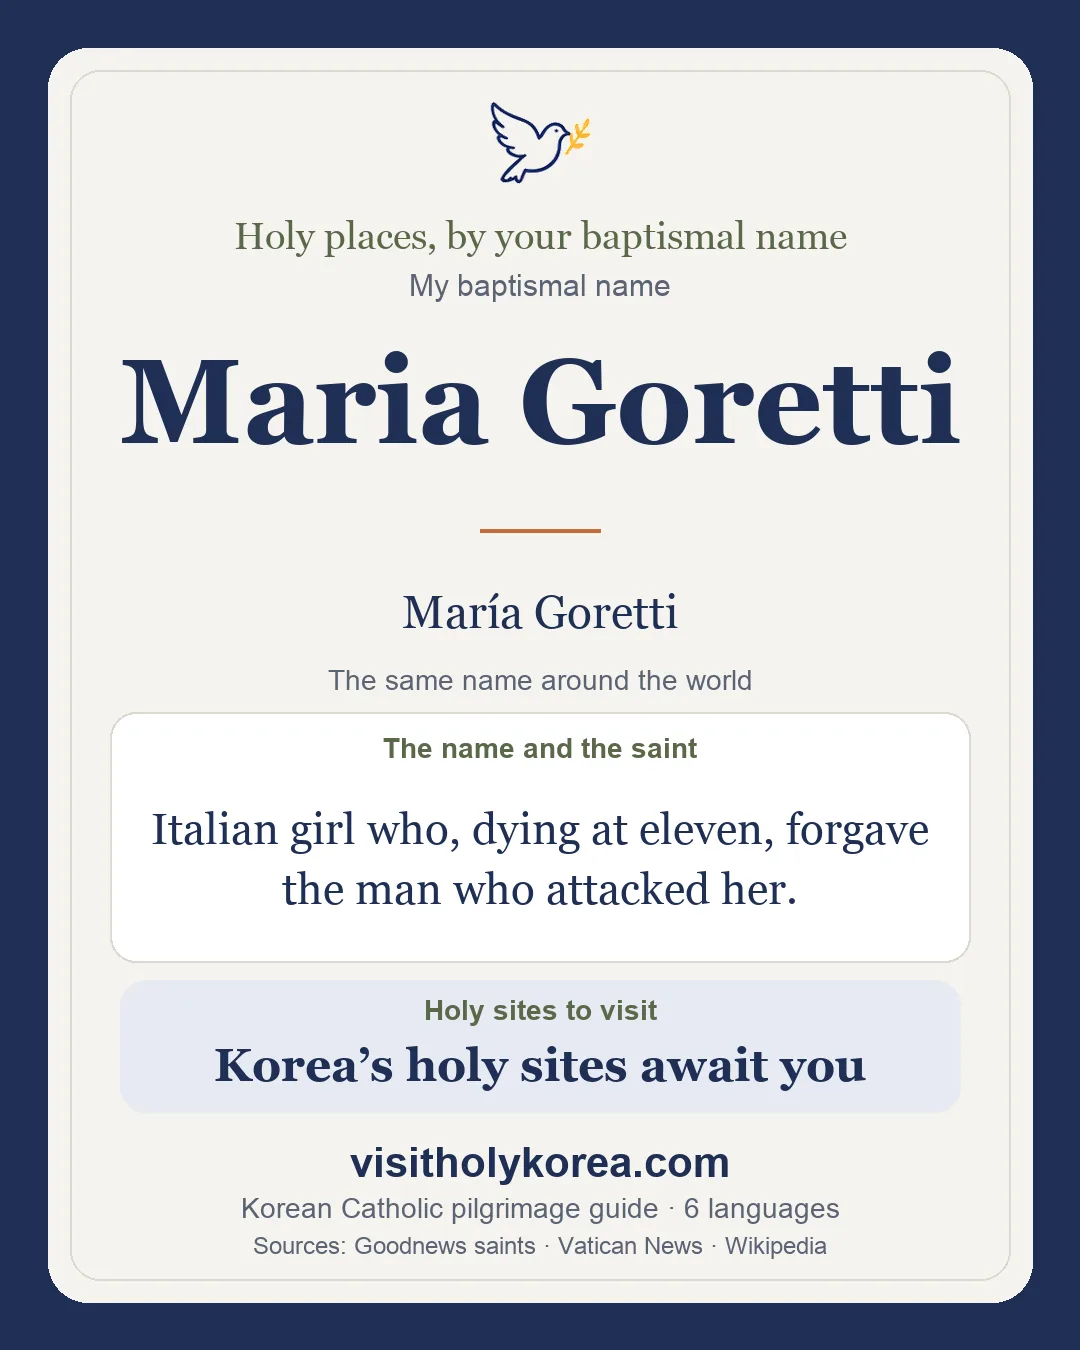 Holy places, by your baptismal name
My baptismal name
Maria Goretti
María Goretti
The same name around the world
The name and the saint
Italian girl who, dying at eleven, forgave
the man who attacked her.
Holy sites to visit
Korea’s holy sites await you
visitholykorea.com
Korean Catholic pilgrimage guide · 6 languages
Sources: Goodnews saints · Vatican News · Wikipedia